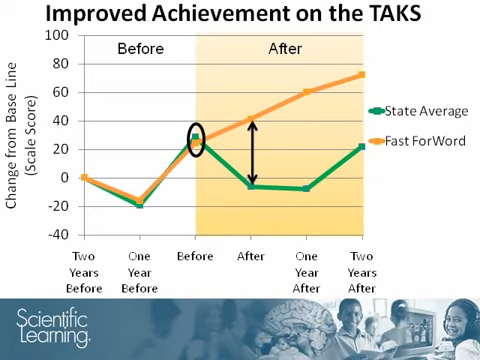 Improved Achievement on the TAKS
Before After
Change from Base Line
(Scale Score)
100
80
60
40
20
0
-20
-40
State Average
Fast ForWord
Two Years Before
One Year Before
Before
After
One Year After
Two Years After
Scientific
Learning®